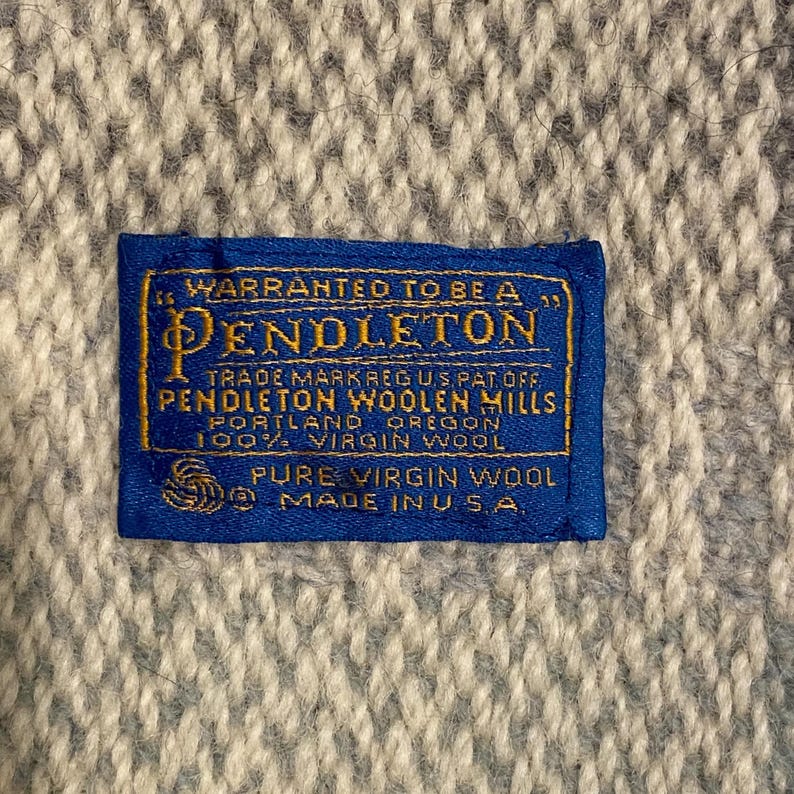 "WARRANTED TO BE A
PENDLETON"
TRADE MARK REG U.S. PAT. OFF.
PENDLETON WOOLEN MILLS
PORTLAND OREGON
100% VIRGIN WOOL
® PURE VIRGIN WOOL
MADE IN U.S.A.